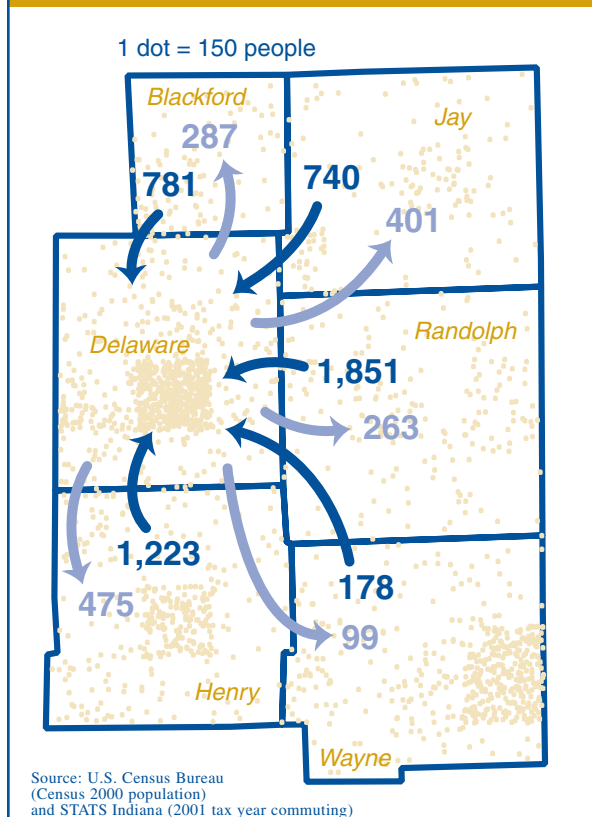 1 dot = 150 people
Blackford
287
Jay
781
740
401
Delaware
Randolph
1,851
263
1,223
178
475
99
Henry
Wayne
Source: U.S. Census Bureau
(Census 2000 population)
and STATS Indiana (2001 tax year commuting)